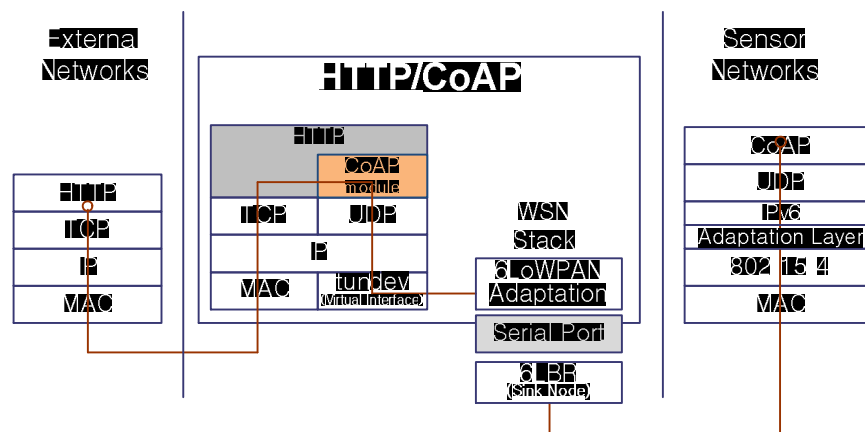 External
Networks
HTTP
TCP
IP
MAC
HTTP/CoAP
HTTP
CoAP
module
TCP
UDP
IP
MAC
tundev
(Virtual Interface)
WSN
Stack
6LoWPAN
Adaptation
Serial Port
6LBR
(Sink Node)
Sensor
Networks
CoAP
UDP
IPv6
Adaptation Layer
802.15.4
MAC